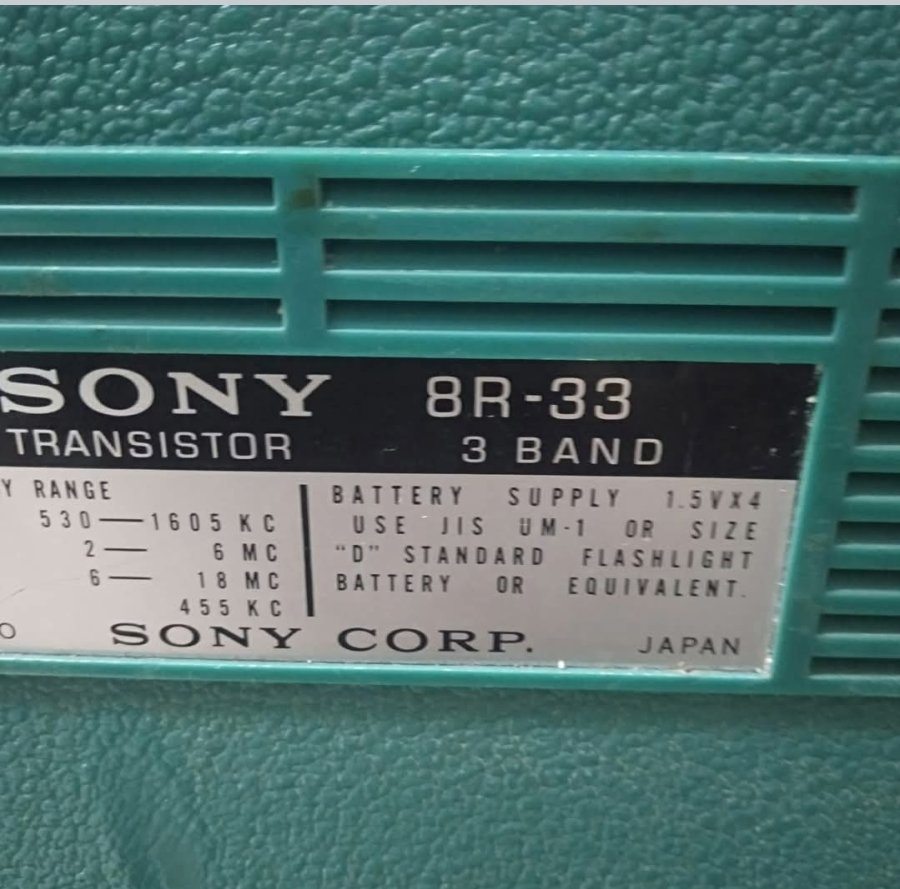 SONY 8R-33
TRANSISTOR 3 BAND
Y RANGE
530—1605 KC
2— 6 MC
6— 18 MC
455 KC
BATTERY SUPPLY 1.5VX4
USE JIS UM-1 OR SIZE
"D" STANDARD FLASHLIGHT
BATTERY OR EQUIVALENT.
O SONY CORP. JAPAN